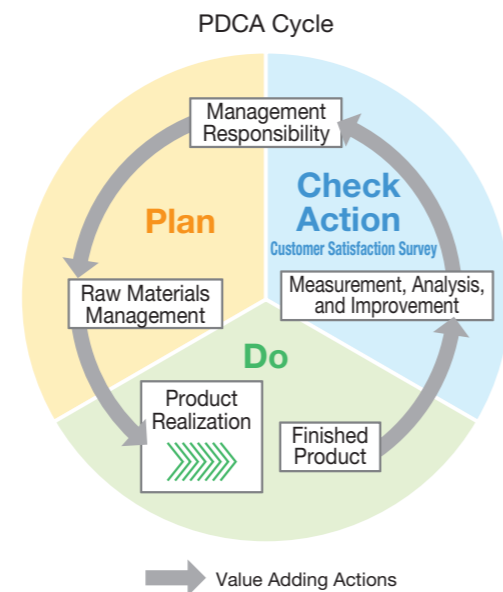 PDCA Cycle
Management
Responsibility
Check
Action
Customer Satisfaction Survey
Plan
Raw Materials
Management
Measurement, Analysis,
and Improvement
Do
Product
Realization
Finished
Product
Value Adding Actions